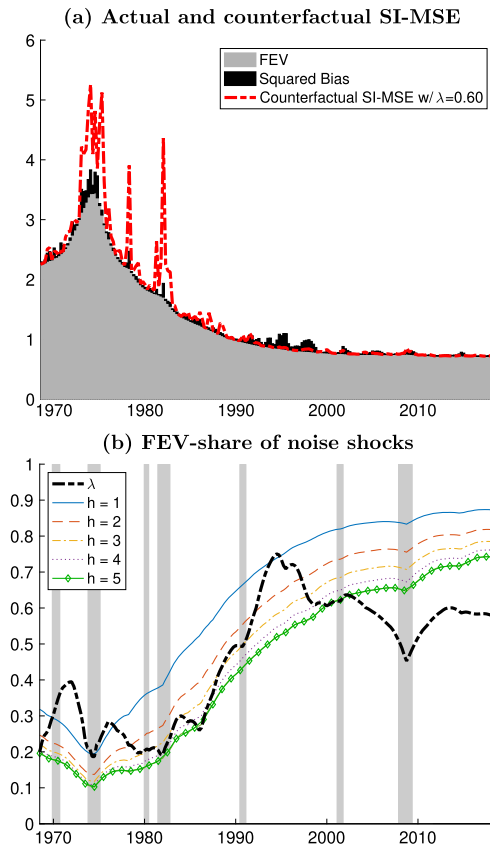 (a) Actual and counterfactual SI-MSE
6
5
4
3
2
1
0
FEV
Squared Bias
Counterfactual SI-MSE w/ λ=0.60
1970 1980 1990 2000 2010
(b) FEV-share of noise shocks
1
0.9
0.8
0.7
0.6
0.5
0.4
0.3
0.2
0.1
0
λ
h = 1
h = 2
h = 3
h = 4
h = 5
1970 1980 1990 2000 2010